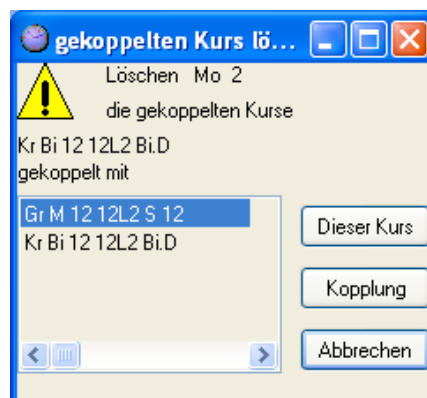 gekoppelten Kurs lö...
Löschen Mo 2
die gekoppelten Kurse
Kr Bi 12 12L2 Bi.D
gekoppelt mit
Gr M 12 12L2 S 12
Kr Bi 12 12L2 Bi.D
Dieser Kurs
Kopplung
Abbrechen